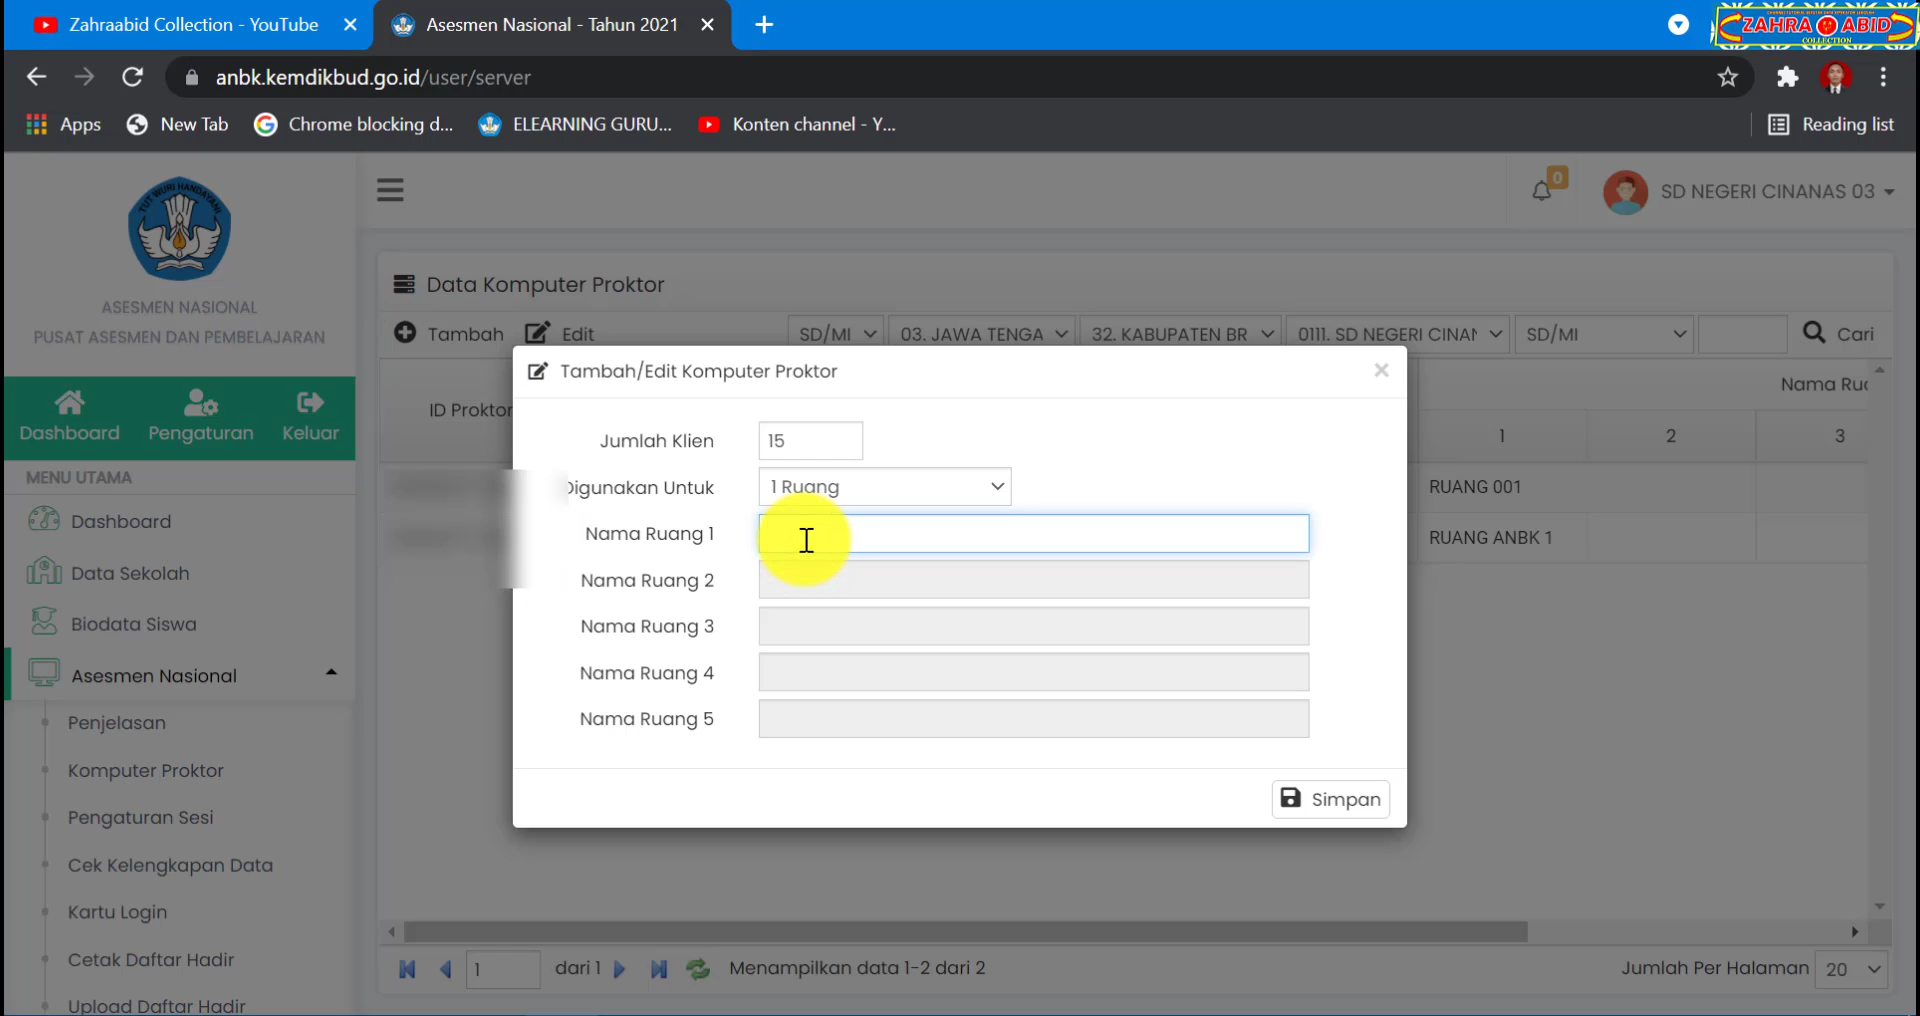 Zahraabid Collection - YouTube
Asesmen Nasional - Tahun 2021
ZAHRA ABID
COLLECTION
anbk.kemdikbud.go.id/user/server
Apps
New Tab
Chrome blocking d...
ELEARNING GURU...
Konten channel - Y...
Reading list
TUT WURI HANDAYANI
ASESMEN NASIONAL
PUSAT ASESMEN DAN PEMBELAJARAN
Dashboard
Pengaturan
Keluar
MENU UTAMA
Dashboard
Data Sekolah
Biodata Siswa
Asesmen Nasional
Penjelasan
Komputer Proktor
Pengaturan Sesi
Cek Kelengkapan Data
Kartu Login
Cetak Daftar Hadir
Upload Daftar Hadir
0
SD NEGERI CINANAS 03
Data Komputer Proktor
Tambah
Edit
SD/MI
03. JAWA TENGA
32. KABUPATEN BR
0111. SD NEGERI CINAN
SD/MI
Cari
ID Proktor
Nama Ruc
1
2
3
RUANG 001
RUANG ANBK 1
Tambah/Edit Komputer Proktor
Jumlah Klien
15
Digunakan Untuk
1 Ruang
Nama Ruang 1
Nama Ruang 2
Nama Ruang 3
Nama Ruang 4
Nama Ruang 5
Simpan
1
dari 1
Menampilkan data 1-2 dari 2
Jumlah Per Halaman
20